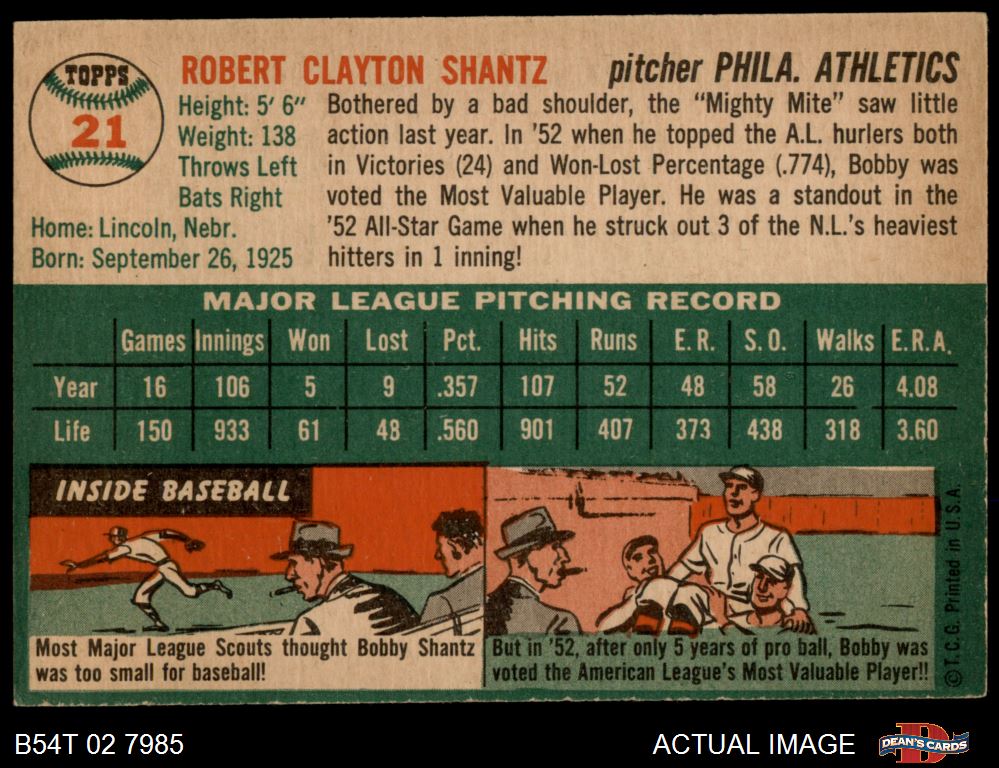 TOPPS
21
ROBERT CLAYTON SHANTZ
pitcher PHILA. ATHLETICS
Height: 5' 6"
Weight: 138
Throws Left
Bats Right
Home: Lincoln, Nebr.
Born: September 26, 1925
Bothered by a bad shoulder, the "Mighty Mite" saw little
action last year. In '52 when he topped the A.L. hurlers both
in Victories (24) and Won-Lost Percentage (.774), Bobby was
voted the Most Valuable Player. He was a standout in the
'52 All-Star Game when he struck out 3 of the N.L.'s heaviest
hitters in 1 inning!
MAJOR LEAGUE PITCHING RECORD
Games Innings Won Lost Pct. Hits Runs E. R. S. O. Walks E.R.A.
Year 16 106 5 9 .357 107 52 48 58 26 4.08
Life 150 933 61 48 .560 901 407 373 438 318 3.60
INSIDE BASEBALL
Most Major League Scouts thought Bobby Shantz
was too small for baseball!
But in '52, after only 5 years of pro ball, Bobby was
voted the American League's Most Valuable Player!!
© T.C.G. Printed in U.S.A.
B54T 02 7985
ACTUAL IMAGE
DEAN'S CARDS